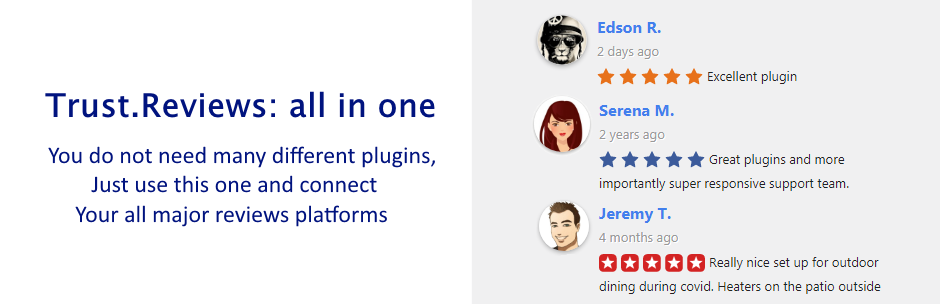 Trust.Reviews: all in one
You do not need many different plugins,
Just use this one and connect
Your all major reviews platforms
Edson R.
2 days ago
Excellent plugin
Serena M.
2 years ago
Great plugins and more
importantly super responsive support team.
Jeremy T.
4 months ago
Really nice set up for outdoor
dining during covid. Heaters on the patio outside